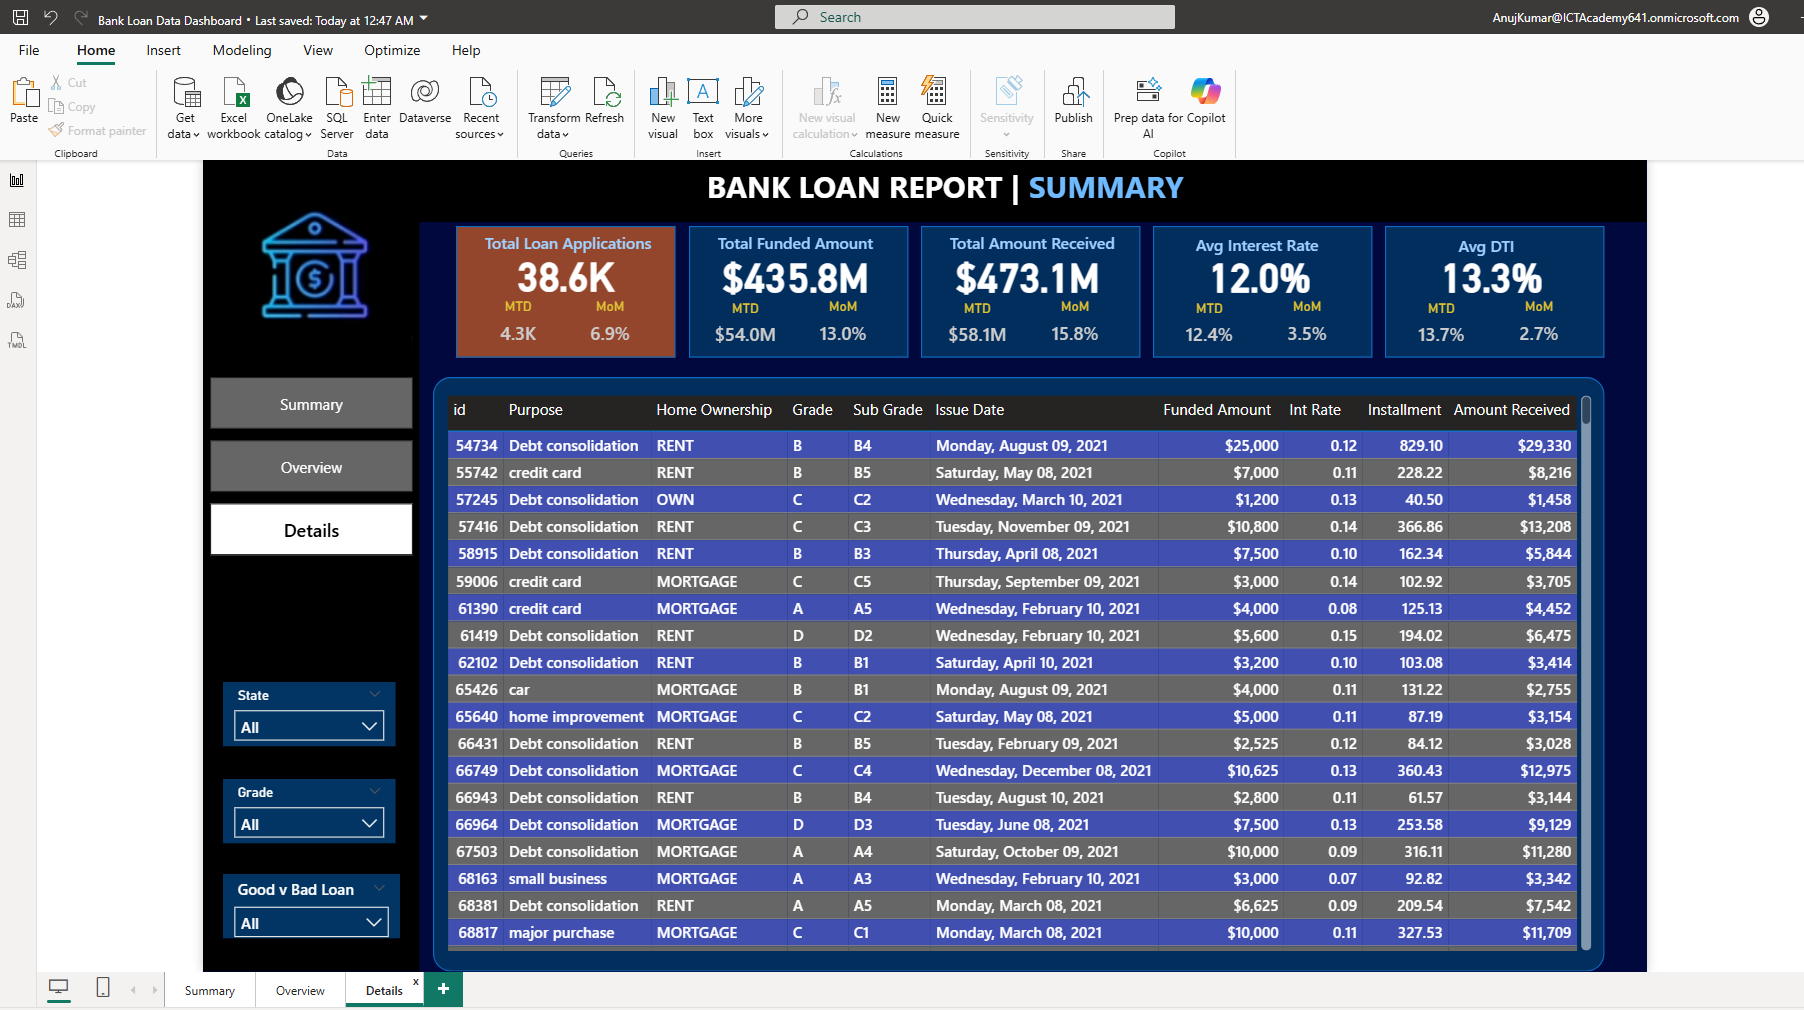 Bank Loan Data Dashboard • Last saved: Today at 12:47 AM
Search
AnujKumar@ICTAcademy641.onmicrosoft.com
File Home Insert Modeling View Optimize Help
Paste
Cut
Copy
Format painter
Clipboard
Get data
Excel workbook
OneLake catalog
SQL Server
Enter data
Dataverse
Recent sources
Data
Transform data
Refresh
Queries
New visual
Text box
More visuals
Insert
New visual calculation
New measure
Quick measure
Calculations
Sensitivity
Sensitivity
Publish
Share
Prep data for AI
Copilot
Copilot
DAX
TMDL
BANK LOAN REPORT | SUMMARY
Total Loan Applications
38.6K
MTD MoM
4.3K 6.9%
Total Funded Amount
$435.8M
MTD MoM
$54.0M 13.0%
Total Amount Received
$473.1M
MTD MoM
$58.1M 15.8%
Avg Interest Rate
12.0%
MTD MoM
12.4% 3.5%
Avg DTI
13.3%
MTD MoM
13.7% 2.7%
Summary
Overview
Details
State
All
Grade
All
Good v Bad Loan
All
id Purpose Home Ownership Grade Sub Grade Issue Date Funded Amount Int Rate Installment Amount Received
54734 Debt consolidation RENT B B4 Monday, August 09, 2021 $25,000 0.12 829.10 $29,330
55742 credit card RENT B B5 Saturday, May 08, 2021 $7,000 0.11 228.22 $8,216
57245 Debt consolidation OWN C C2 Wednesday, March 10, 2021 $1,200 0.13 40.50 $1,458
57416 Debt consolidation RENT C C3 Tuesday, November 09, 2021 $10,800 0.14 366.86 $13,208
58915 Debt consolidation RENT B B3 Thursday, April 08, 2021 $7,500 0.10 162.34 $5,844
59006 credit card MORTGAGE C C5 Thursday, September 09, 2021 $3,000 0.14 102.92 $3,705
61390 credit card MORTGAGE A A5 Wednesday, February 10, 2021 $4,000 0.08 125.13 $4,452
61419 Debt consolidation RENT D D2 Wednesday, February 10, 2021 $5,600 0.15 194.02 $6,475
62102 Debt consolidation RENT B B1 Saturday, April 10, 2021 $3,200 0.10 103.08 $3,414
65426 car MORTGAGE B B1 Monday, August 09, 2021 $4,000 0.11 131.22 $2,755
65640 home improvement MORTGAGE C C2 Saturday, May 08, 2021 $5,000 0.11 87.19 $3,154
66431 Debt consolidation RENT B B5 Tuesday, February 09, 2021 $2,525 0.12 84.12 $3,028
66749 Debt consolidation MORTGAGE C C4 Wednesday, December 08, 2021 $10,625 0.13 360.43 $12,975
66943 Debt consolidation RENT B B4 Tuesday, August 10, 2021 $2,800 0.11 61.57 $3,144
66964 Debt consolidation MORTGAGE D D3 Tuesday, June 08, 2021 $7,500 0.13 253.58 $9,129
67503 Debt consolidation MORTGAGE A A4 Saturday, October 09, 2021 $10,000 0.09 316.11 $11,280
68163 small business MORTGAGE A A3 Wednesday, February 10, 2021 $3,000 0.07 92.82 $3,342
68381 Debt consolidation RENT A A5 Monday, March 08, 2021 $6,625 0.09 209.54 $7,542
68817 major purchase MORTGAGE C C1 Monday, March 08, 2021 $10,000 0.11 327.53 $11,709
Summary Overview Details x +